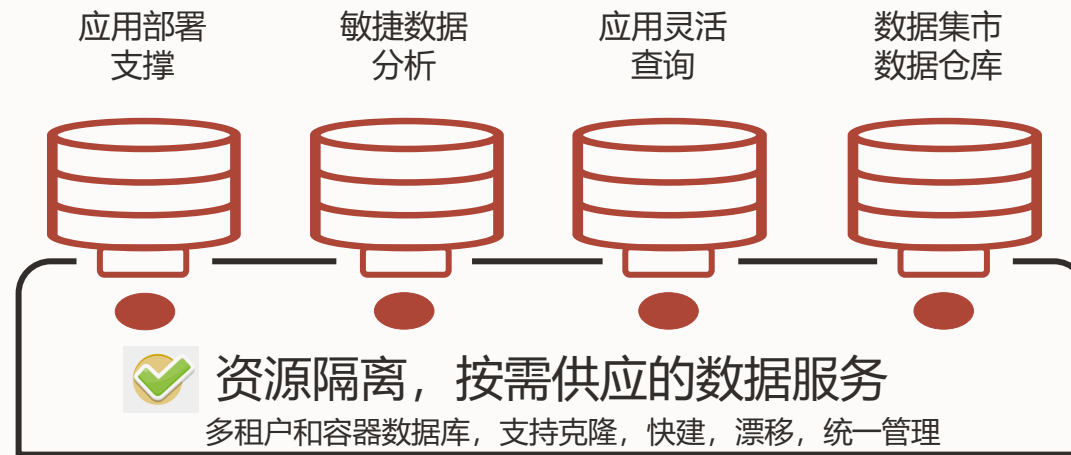 应用部署
支撑
敏捷数据
分析
应用灵活
查询
数据集市
数据仓库
资源隔离，按需供应的数据服务
多租户和容器数据库，支持克隆，快建，漂移，统一管理